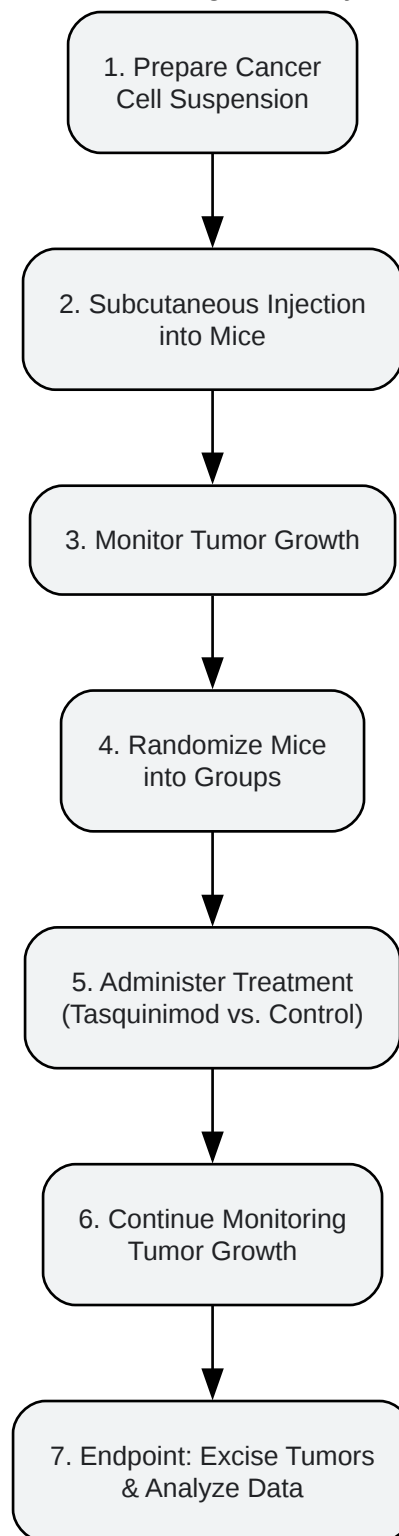 1. Prepare Cancer
Cell Suspension
2. Subcutaneous Injection
into Mice
3. Monitor Tumor Growth
4. Randomize Mice
into Groups
5. Administer Treatment
(Tasquinimod vs. Control)
6. Continue Monitoring
Tumor Growth
7. Endpoint: Excise Tumors
& Analyze Data